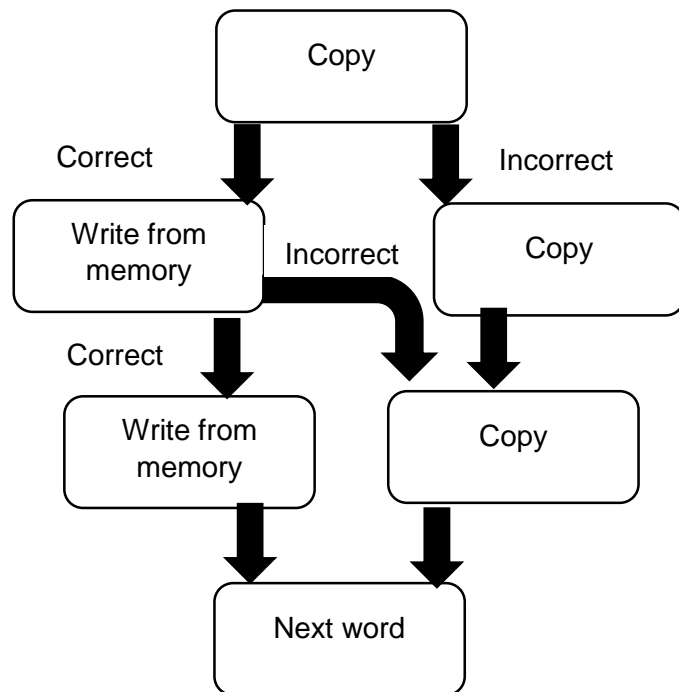 Copy
Correct
Incorrect
Write from
memory
Incorrect
Copy
Correct
Write from
memory
Copy
Next word